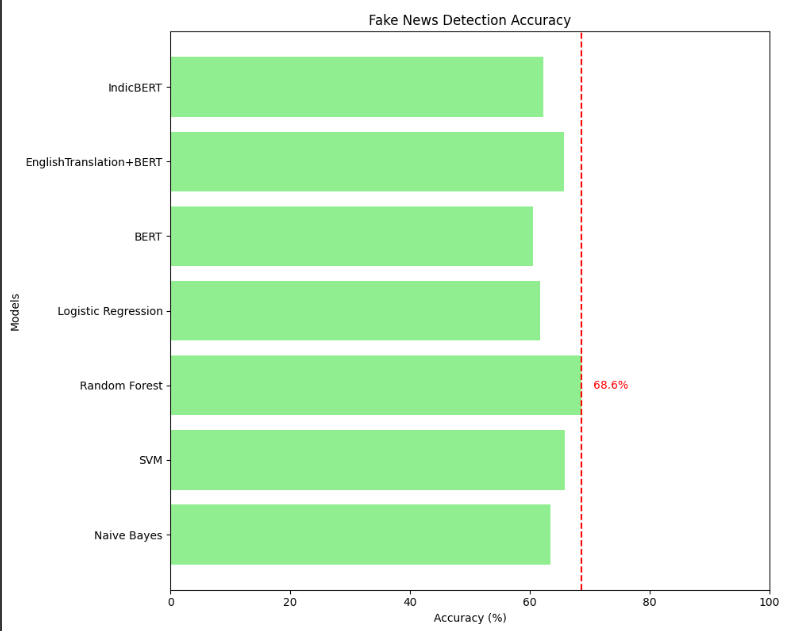 Fake News Detection Accuracy
IndicBERT
EnglishTranslation+BERT
BERT
Logistic Regression
Random Forest
68.6%
SVM
Naive Bayes
Models
0 20 40 60 80 100
Accuracy (%)